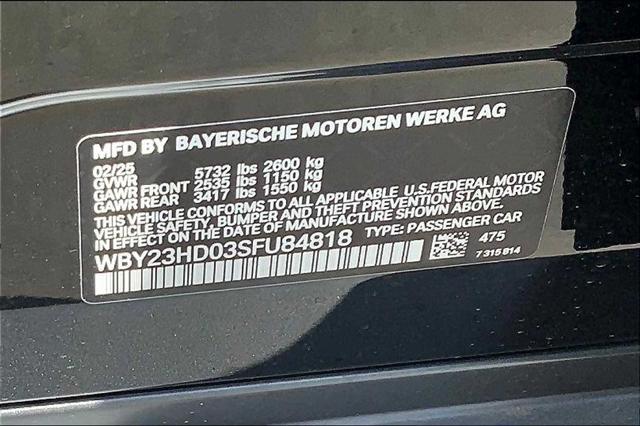 MFD BY BAYERISCHE MOTOREN WERKE AG
02/25
GVWR 5732 lbs 2600 kg
GAWR FRONT 2535 lbs 1150 kg
GAWR REAR 3417 lbs 1550 kg
THIS VEHICLE CONFORMS TO ALL APPLICABLE U.S.FEDERAL MOTOR
VEHICLE SAFETY, BUMPER AND THEFT PREVENTION STANDARDS
IN EFFECT ON THE DATE OF MANUFACTURE SHOWN ABOVE.
WBY23HD03SFU84818 TYPE: PASSENGER CAR
475
7 315 814